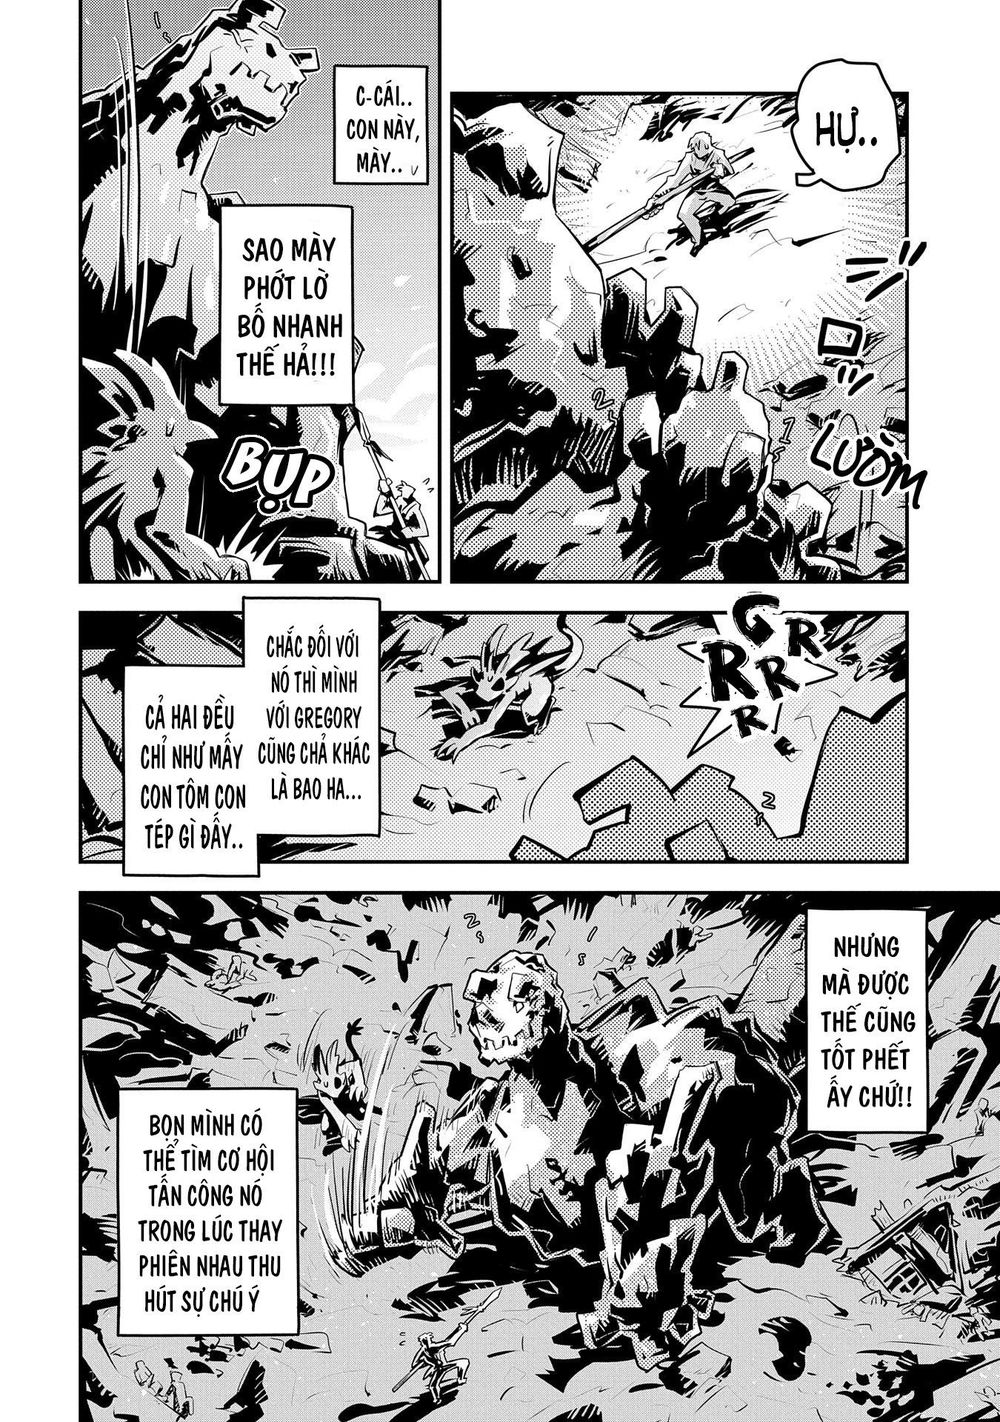 HỰ..
ロッ
LƯỜM
C-CÁI..
CON NÀY,
MÀY..
SAO MÀY
PHỚT LỜ
BỐ NHANH
THẾ HẢ!!!
BỤP
GRRRRR
CHẮC ĐỐI VỚI
NÓ THÌ MÌNH
VỚI GREGORY
CŨNG CHẢ KHÁC
LÀ BAO HA...
CẢ HAI ĐỀU
CHỈ NHƯ MẤY
CON TÔM CON
TÉP GÌ ĐẤY..
NHƯNG
MÀ ĐƯỢC
THẾ CŨNG
TỐT PHẾT
ẤY CHỨ!!
BỌN MÌNH CÓ
THỂ TÌM CƠ HỘI
TẤN CÔNG NÓ
TRONG LÚC THAY
PHIÊN NHAU THU
HÚT SỰ CHÚ Ý